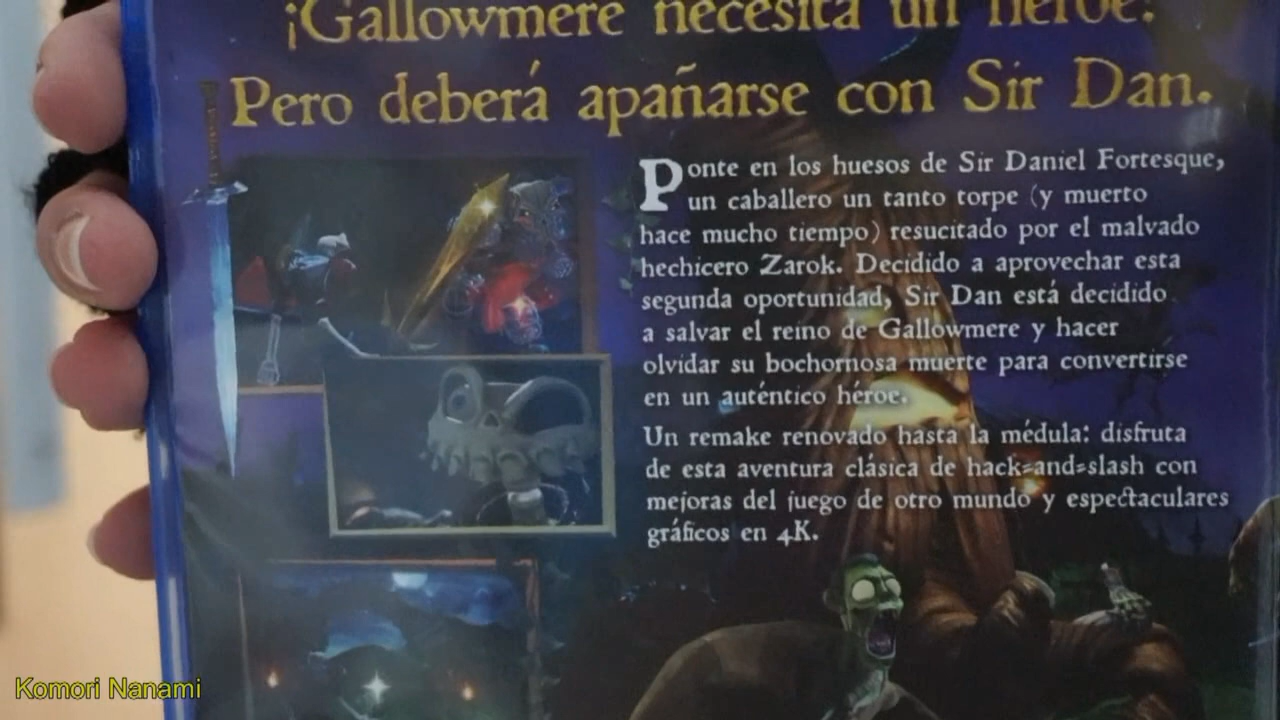 ¡Gallowmere necesita un héroe!
Pero deberá apañarse con Sir Dan.
Ponte en los huesos de Sir Daniel Fortesque,
un caballero un tanto torpe (y muerto
hace mucho tiempo) resucitado por el malvado
hechicero Zarok. Decidido a aprovechar esta
segunda oportunidad, Sir Dan está decidido
a salvar el reino de Gallowmere y hacer
olvidar su bochornosa muerte para convertirse
en un auténtico héroe.
Un remake renovado hasta la médula: disfruta
de esta aventura clásica de hack-and-slash con
mejoras del juego de otro mundo y espectaculares
gráficos en 4K.
Komori Nanami